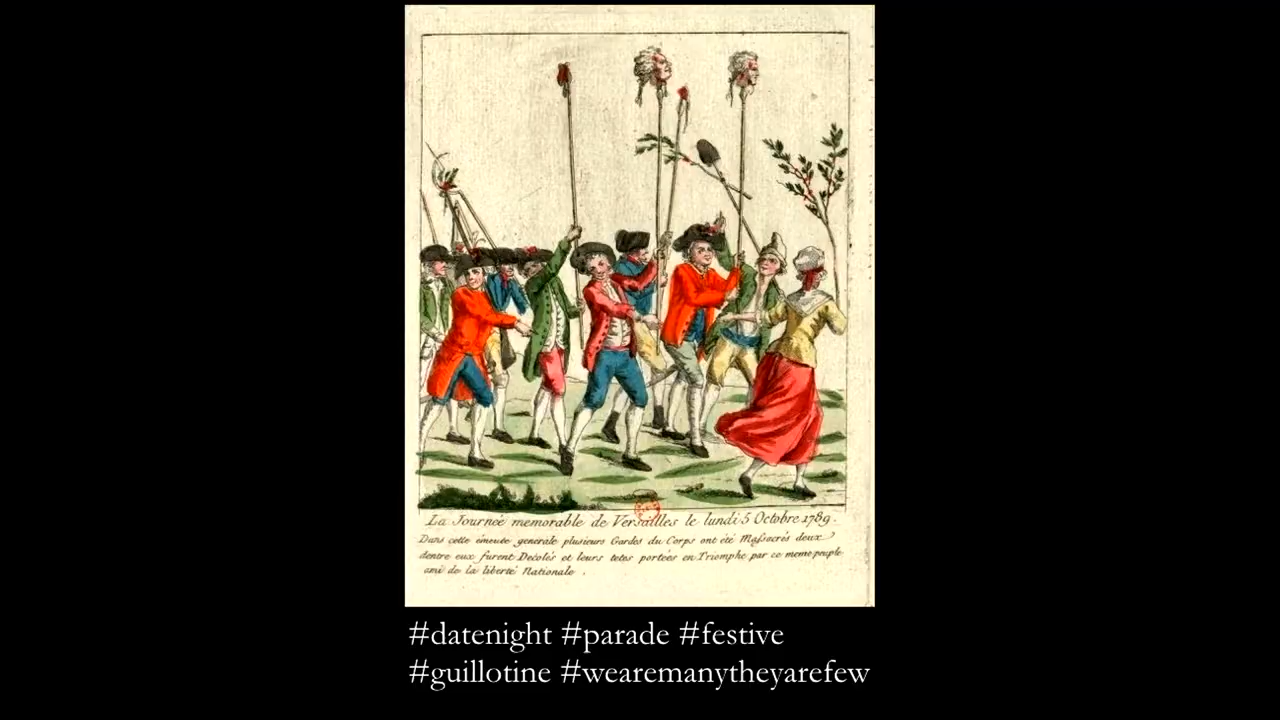 La Journeé memorable de Versailles le lundi 5 Octobre 1789.
Dans cette émeute generale plusieurs Gardes du Corps ont été Massacrés deux
dentre eux furent Décolés et leurs tetes portées en Triomphe par ce meme peuple
ami de la liberté Nationale .
#datenight #parade #festive
#guillotine #wearemanytheyarefew